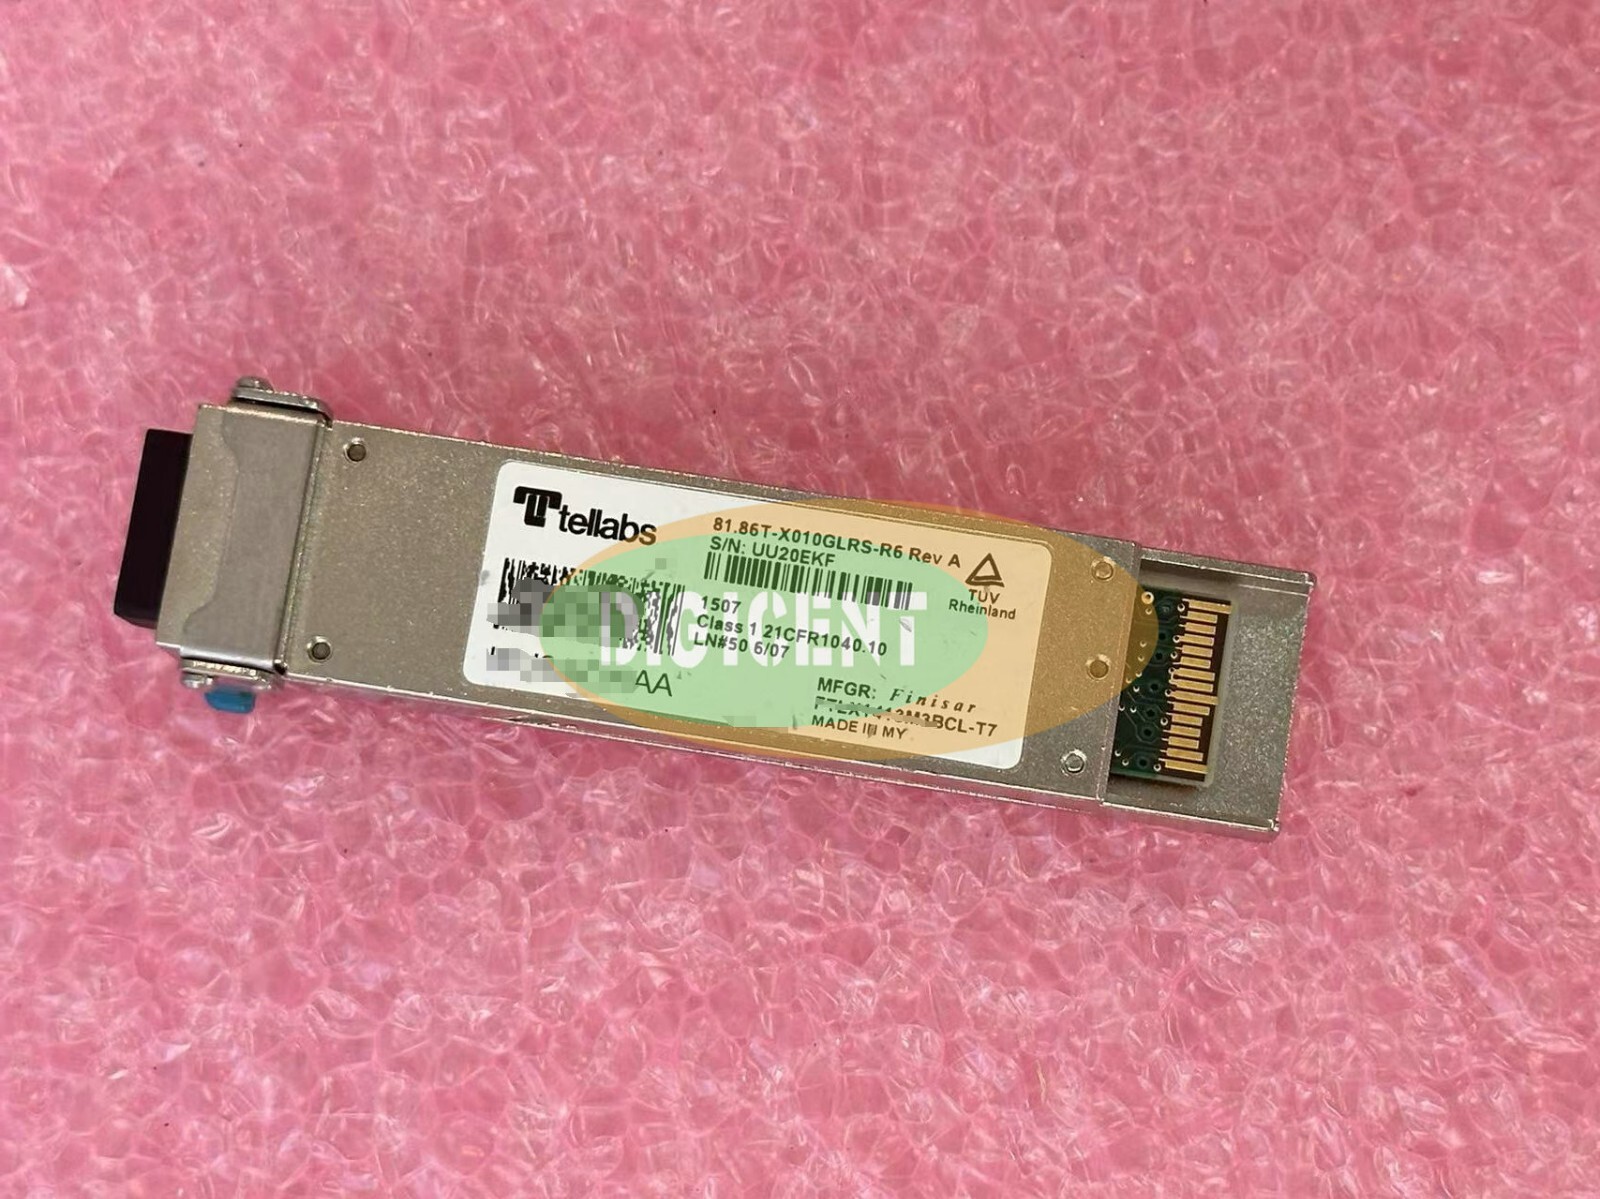 tellabs
81.86T-X010GLRS-R6 Rev A
S/N: UU20EKF
TÜV
Rheinland
1507
Class 1 21CFR1040.10
LN#50 6/07
DIGICENT
AA
MFGR: Finisar
MADE IN MY